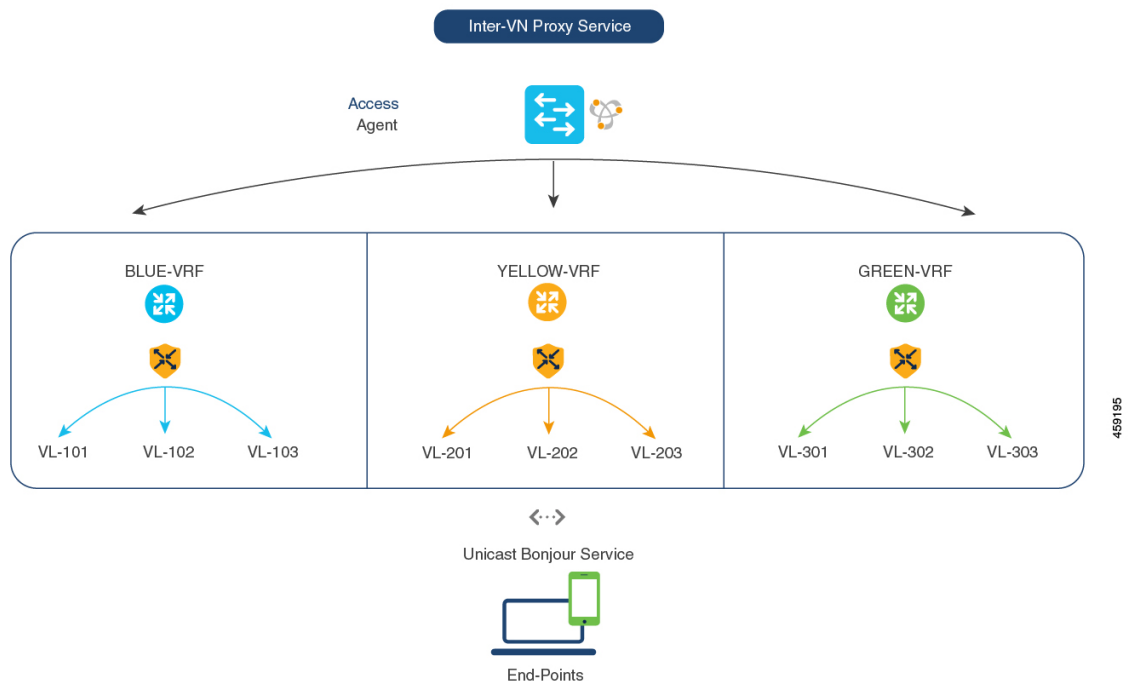 Inter-VN Proxy Service
Access
Agent
BLUE-VRF
YELLOW-VRF
GREEN-VRF
VL-101
VL-102
VL-103
VL-201
VL-202
VL-203
VL-301
VL-302
VL-303
459195
Unicast Bonjour Service
End-Points